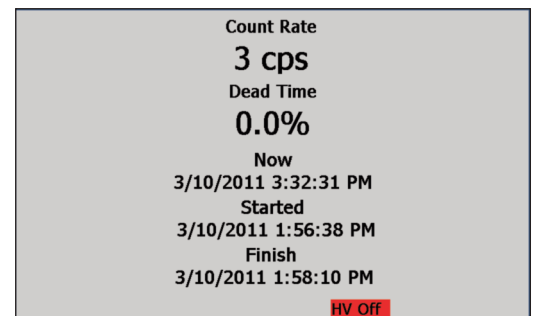 Count Rate
3 cps
Dead Time
0.0%
Now
3/10/2011 3:32:31 PM
Started
3/10/2011 1:56:38 PM
Finish
3/10/2011 1:58:10 PM
HV Off